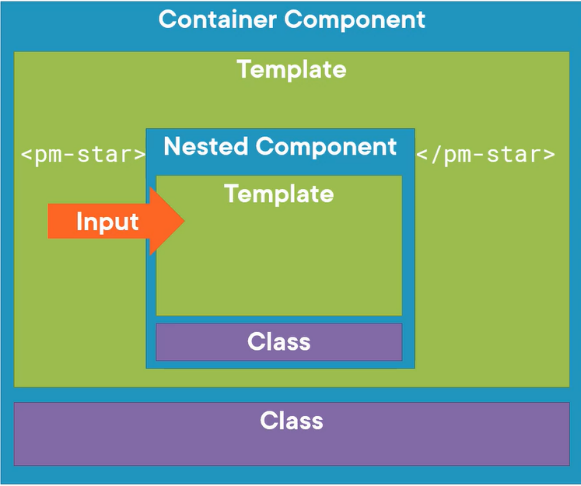 Container Component
Template
<pm-star> Nested Component </pm-star>
Template
Input
Class
Class